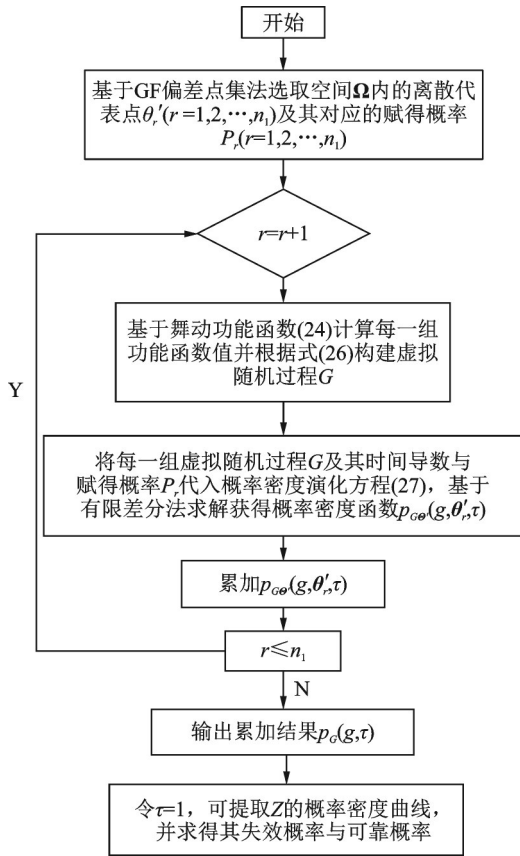 开始
基于GF偏差点集法选取空间Ω内的离散代
表点θr′(r =1,2,⋯,n₁)及其对应的赋得概率
Pr(r=1,2,⋯,n₁)
r=r+1
基于舞动功能函数(24)计算每一组
功能函数值并根据式(26)构建虚拟
随机过程G
Y
将每一组虚拟随机过程G及其时间导数与
赋得概率Pr代入概率密度演化方程(27)，基于
有限差分法求解获得概率密度函数pGΘ′(g,θr′,τ)
累加pGΘ′(g,θr′,τ)
r≤n₁
N
输出累加结果pG(g,τ)
令τ=1，可提取Z的概率密度曲线，
并求得其失效概率与可靠概率